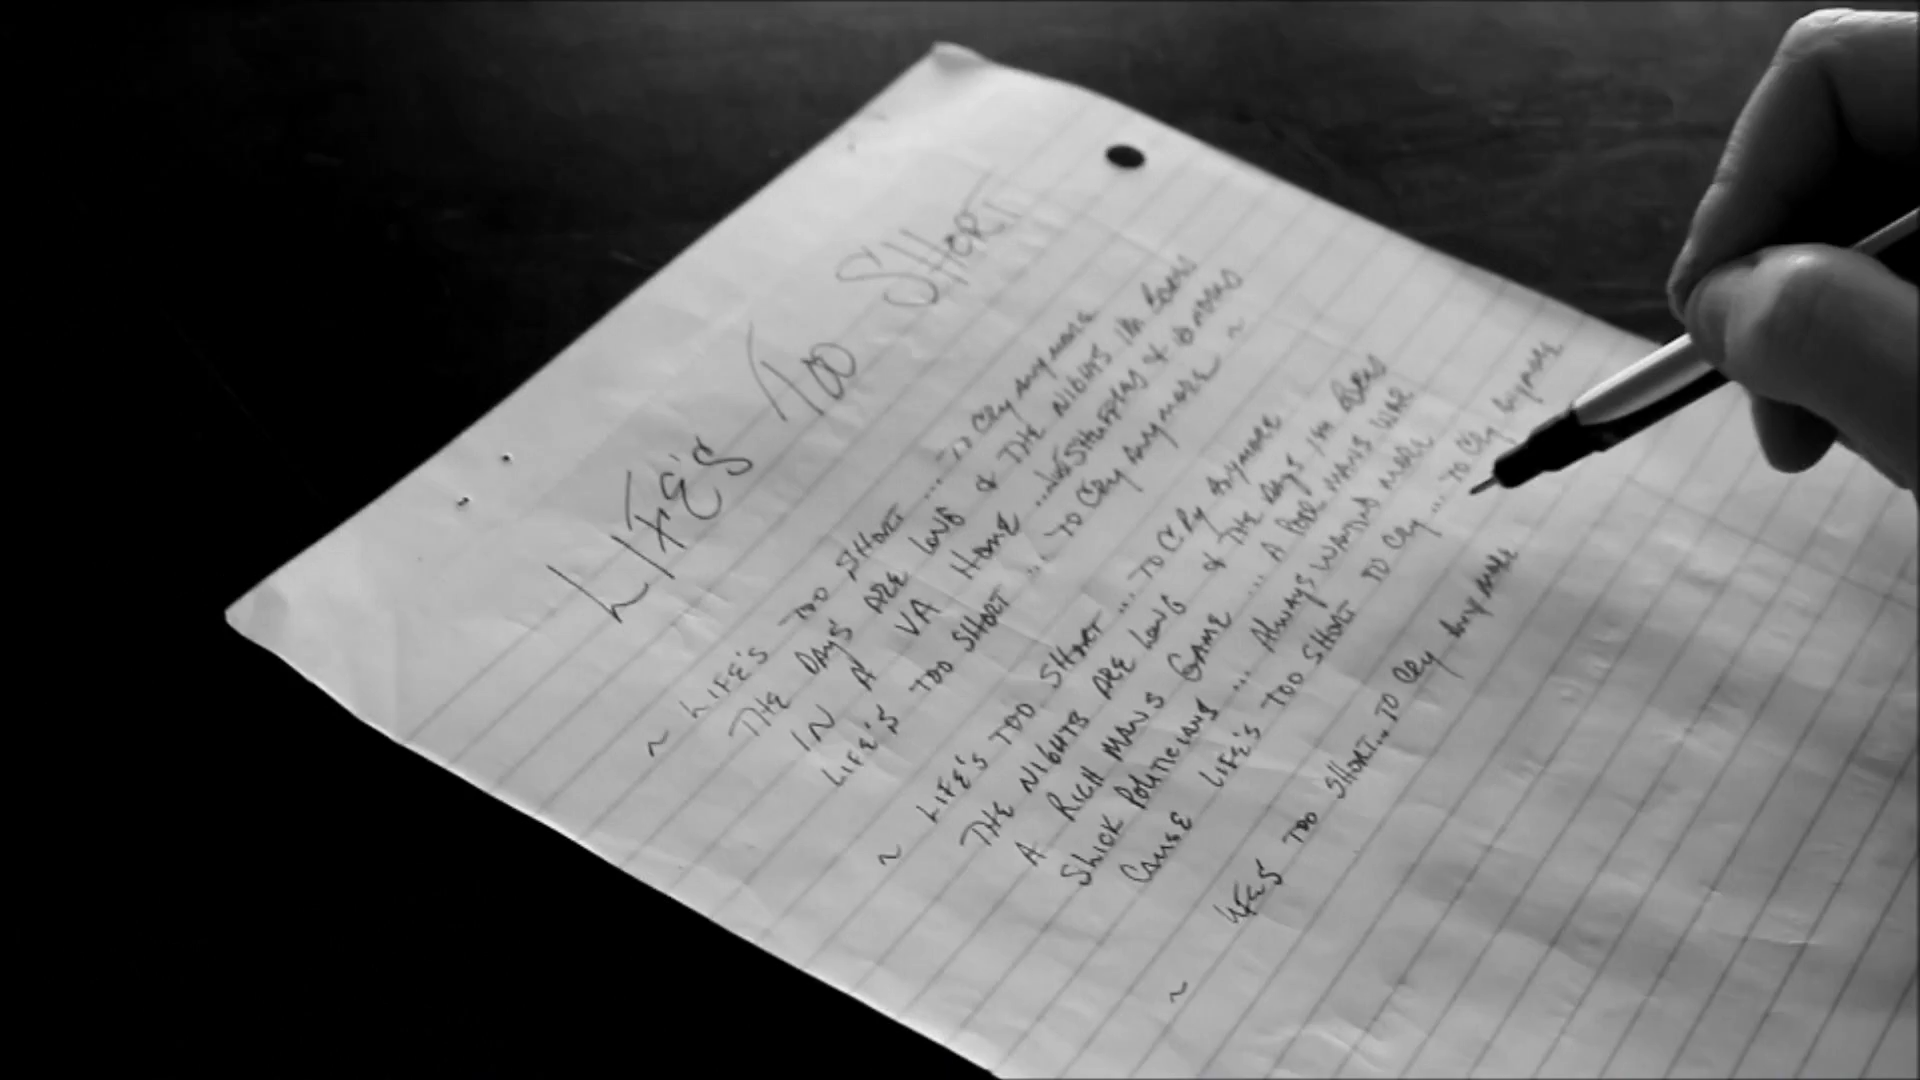 LIFE'S TOO SHORT
~ LIFE'S TOO SHORT ... TO CRY ANYMORE
THE DAYS ARE LONG & THE NIGHTS I'M BORN
IN A VA HOME ... & 
LIFE'S TOO SHORT ... TO CRY ANYMORE ~
~ LIFE'S TOO SHORT ... TO CRY ANYMORE
THE NIGHTS ARE LONG & THE DAYS I'M
A RICH MANS GAME ... A POOR MANS WAR
SLICK POLITICIANS ... ALWAYS WANTING MORE
CAUSE LIFE'S TOO SHORT TO CRY ... TO CRY ANYMORE
~ LIFE'S TOO SHORT... TO CRY ANYMORE